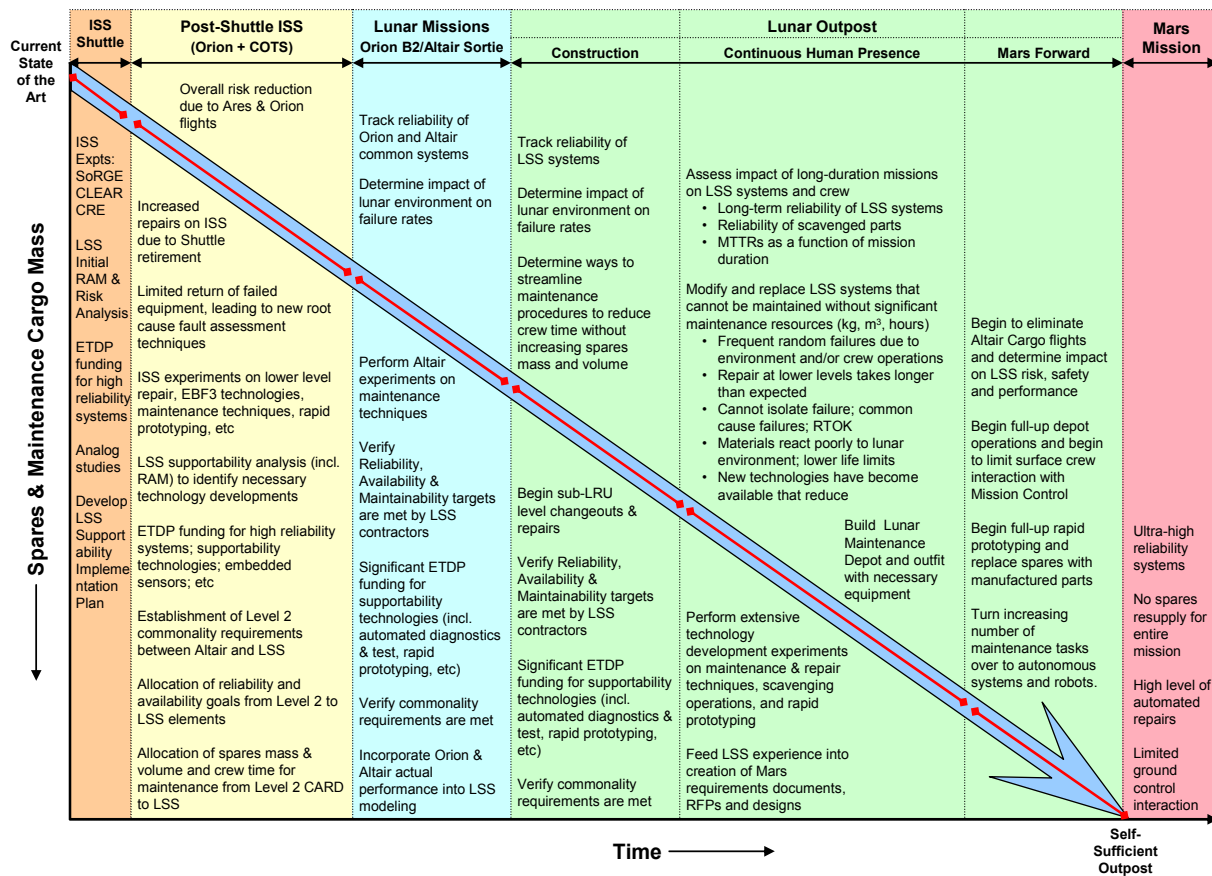 ISS
Shuttle
Post-Shuttle ISS
(Orion + COTS)
Lunar Missions
Orion B2/Altair Sortie
Lunar Outpost
Construction
Continuous Human Presence
Mars Forward
Mars
Mission
Current
State
of the
Art
Spares & Maintenance Cargo Mass
ISS
Expts:
SoRGE
CLEAR
CRE
LSS
Initial
RAM &
Risk
Analysis
ETDP
funding
for high
reliability
systems
Analog
studies
Develop
LSS
Support
ability
Impleme
ntation
Plan
Overall risk reduction
due to Ares & Orion
flights
Increased
repairs on ISS
due to Shuttle
retirement
Limited return of failed
equipment, leading to new root
cause fault assessment
techniques
ISS experiments on lower level
repair, EBF3 technologies,
maintenance techniques, rapid
prototyping, etc
LSS supportability analysis (incl.
RAM) to identify necessary
technology developments
ETDP funding for high reliability
systems; supportability
technologies; embedded
sensors; etc
Establishment of Level 2
commonality requirements
between Altair and LSS
Allocation of reliability and
availability goals from Level 2 to
LSS elements
Allocation of spares mass &
volume and crew time for
maintenance from Level 2 CARD
to LSS
Track reliability of
Orion and Altair
common systems
Determine impact of
lunar environment on
failure rates
Perform Altair
experiments on
maintenance
techniques
Verify
Reliability,
Availability &
Maintainability targets
are met by LSS
contractors
Significant ETDP
funding for
supportability
technologies (incl.
automated diagnostics
& test, rapid
prototyping, etc)
Verify commonality
requirements are met
Incorporate Orion &
Altair actual
performance into LSS
modeling
Track reliability of
LSS systems
Determine impact of
lunar environment on
failure rates
Determine ways to
streamline
maintenance
procedures to reduce
crew time without
increasing spares
mass and volume
Begin sub-LRU
level changeouts &
repairs
Verify Reliability,
Availability &
Maintainability targets
are met by LSS
contractors
Significant ETDP
funding for supportability
technologies (incl.
automated diagnostics &
test, rapid prototyping,
etc)
Verify commonality
requirements are met
Assess impact of long-duration missions
on LSS systems and crew
• Long-term reliability of LSS systems
• Reliability of scavenged parts
• MTTRs as a function of mission
duration
Modify and replace LSS systems that
cannot be maintained without significant
maintenance resources (kg, m³, hours)
• Frequent random failures due to
environment and/or crew operations
• Repair at lower levels takes longer
than expected
• Cannot isolate failure; common
cause failures; RTOK
• Materials react poorly to lunar
environment; lower life limits
• New technologies have become
available that reduce
Build Lunar
Maintenance
Depot and outfit
with necessary
equipment
Perform extensive
technology
development experiments
on maintenance & repair
techniques, scavenging
operations, and rapid
prototyping
Feed LSS experience into
creation of Mars
requirements documents,
RFPs and designs
Begin to eliminate
Altair Cargo flights
and determine impact
on LSS risk, safety
and performance
Begin full-up depot
operations and begin
to limit surface crew
interaction with
Mission Control
Begin full-up rapid
prototyping and
replace spares with
manufactured parts
Turn increasing
number of
maintenance tasks
over to autonomous
systems and robots.
Ultra-high
reliability
systems
No spares
resupply for
entire
mission
High level of
automated
repairs
Limited
ground
control
interaction
Time
Self-
Sufficient
Outpost